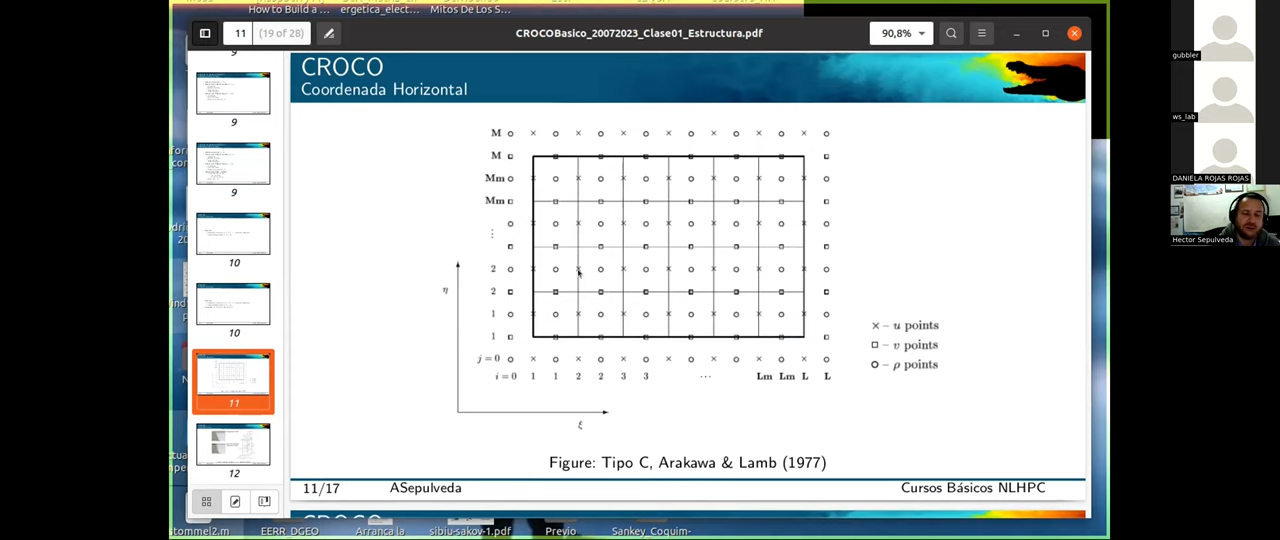 How to Build a ...
ergetica_elect...
Mitos De Los S...
11
(19 of 28)
CROCOBasico_20072023_Clase01_Estructura.pdf
90,8%
9
9
10
10
11
12
CROCO
Coordenada Horizontal
M
M
Mm
Mm
⋮
2
2
1
1
j = 0
i = 0 1 1 2 2 3 3 ... Lm Lm L L
η
ξ
× – u points
□ – v points
○ – ρ points
Figure: Tipo C, Arakawa & Lamb (1977)
11/17
ASepulveda
Cursos Básicos NLHPC
CROCO
stommel2.m
EERR_DGEO
Arranca la
sibiu-sakov-1.pdf
Previo
Sankey_Coquim-
gubbler
ws_lab
DANIELA ROJAS ROJAS
Hector Sepulveda